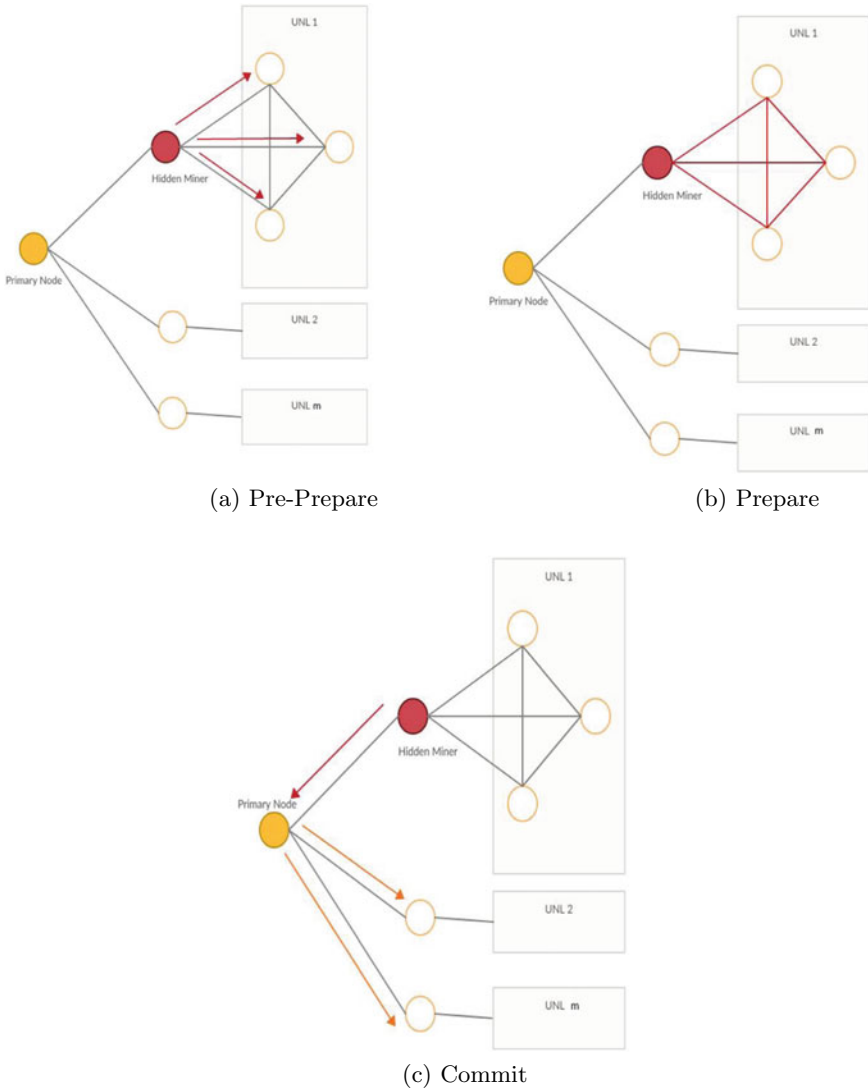 UNL 1
Hidden Miner
Primary Node
UNL 2
UNL m
(a) Pre-Prepare
UNL 1
Hidden Miner
Primary Node
UNL 2
UNL m
(b) Prepare
UNL 1
Hidden Miner
Primary Node
UNL 2
UNL m
(c) Commit